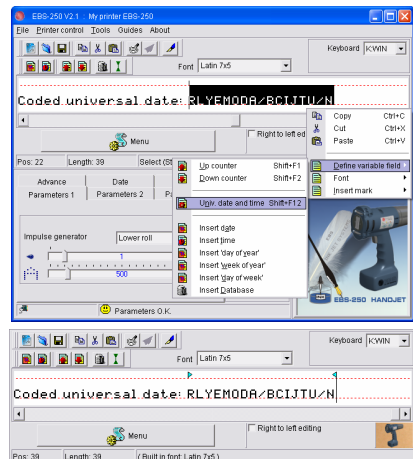 EBS-250 V2.1 : My printer EBS-250
File Printer control Tools Guides About
Keyboard K:WIN
Font Latin 7x5
Coded universal date: RLYEMODA/BCIJTU/N
Menu
Right to left ed
Copy Ctrl+C
Cut Ctrl+X
Paste Ctrl+V
Define variable field
Font
Insert mark
Pos: 22 Length: 39 Select (St
Up counter Shift+F1
Down counter Shift+F2
Univ. date and time Shift+F12
Insert date
Insert time
Insert 'day of year'
Insert 'week of year'
Insert 'day of week'
Insert Database
Advance Date
Parameters 1 Parameters 2
Impulse generator Lower roll
1
500
Parameters O.K.
EBS-250 HANDJET
Keyboard K:WIN
Font Latin 7x5
Coded universal date: RLYEMODA/BCIJTU/N
Menu
Right to left editing
Pos: 39 Length: 39 ( Built in font: Latin 7x5 )